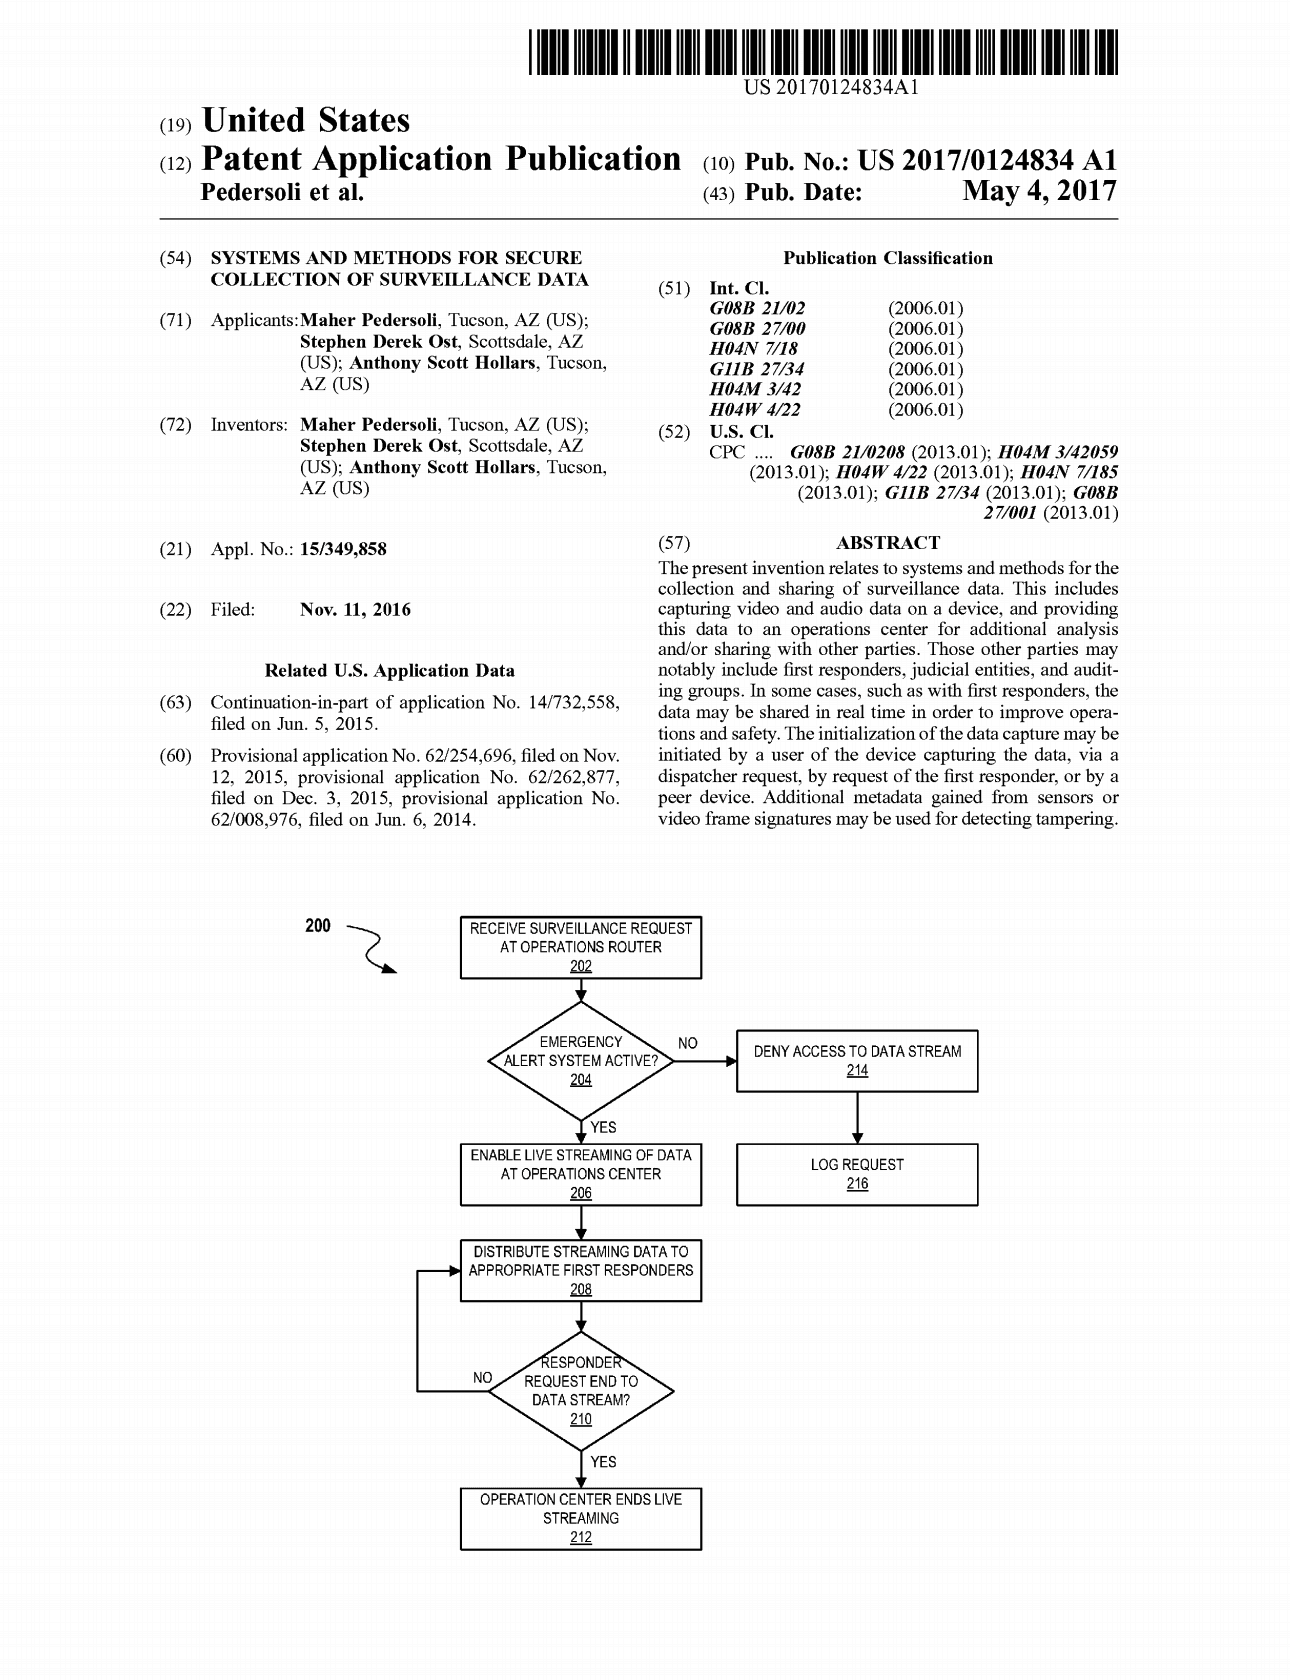 US 20170124834A1
(19) United States
(12) Patent Application Publication
Pedersoli et al.
(10) Pub. No.: US 2017/0124834 A1
(43) Pub. Date: May 4, 2017
(54) SYSTEMS AND METHODS FOR SECURE
COLLECTION OF SURVEILLANCE DATA
(71) Applicants: Maher Pedersoli, Tucson, AZ (US);
Stephen Derek Ost, Scottsdale, AZ
(US); Anthony Scott Hollars, Tucson,
AZ (US)
(72) Inventors: Maher Pedersoli, Tucson, AZ (US);
Stephen Derek Ost, Scottsdale, AZ
(US); Anthony Scott Hollars, Tucson,
AZ (US)
(21) Appl. No.: 15/349,858
(22) Filed: Nov. 11, 2016
Related U.S. Application Data
(63) Continuation-in-part of application No. 14/732,558,
filed on Jun. 5, 2015.
(60) Provisional application No. 62/254,696, filed on Nov.
12, 2015, provisional application No. 62/262,877,
filed on Dec. 3, 2015, provisional application No.
62/008,976, filed on Jun. 6, 2014.
Publication Classification
(51) Int. Cl.
G08B 21/02 (2006.01)
G08B 27/00 (2006.01)
H04N 7/18 (2006.01)
G11B 27/34 (2006.01)
H04M 3/42 (2006.01)
H04W 4/22 (2006.01)
(52) U.S. Cl.
CPC .... G08B 21/0208 (2013.01); H04M 3/42059
(2013.01); H04W 4/22 (2013.01); H04N 7/185
(2013.01); G11B 27/34 (2013.01); G08B
27/001 (2013.01)
(57) ABSTRACT
The present invention relates to systems and methods for the
collection and sharing of surveillance data. This includes
capturing video and audio data on a device, and providing
this data to an operations center for additional analysis
and/or sharing with other parties. Those other parties may
notably include first responders, judicial entities, and audit-
ing groups. In some cases, such as with first responders, the
data may be shared in real time in order to improve opera-
tions and safety. The initialization of the data capture may be
initiated by a user of the device capturing the data, via a
dispatcher request, by request of the first responder, or by a
peer device. Additional metadata gained from sensors or
video frame signatures may be used for detecting tampering.
200
RECEIVE SURVEILLANCE REQUEST
AT OPERATIONS ROUTER
202
EMERGENCY
ALERT SYSTEM ACTIVE?
204
NO
DENY ACCESS TO DATA STREAM
214
YES
ENABLE LIVE STREAMING OF DATA
AT OPERATIONS CENTER
206
LOG REQUEST
216
DISTRIBUTE STREAMING DATA TO
APPROPRIATE FIRST RESPONDERS
208
RESPONDER
REQUEST END TO
DATA STREAM?
210
NO
YES
OPERATION CENTER ENDS LIVE
STREAMING
212